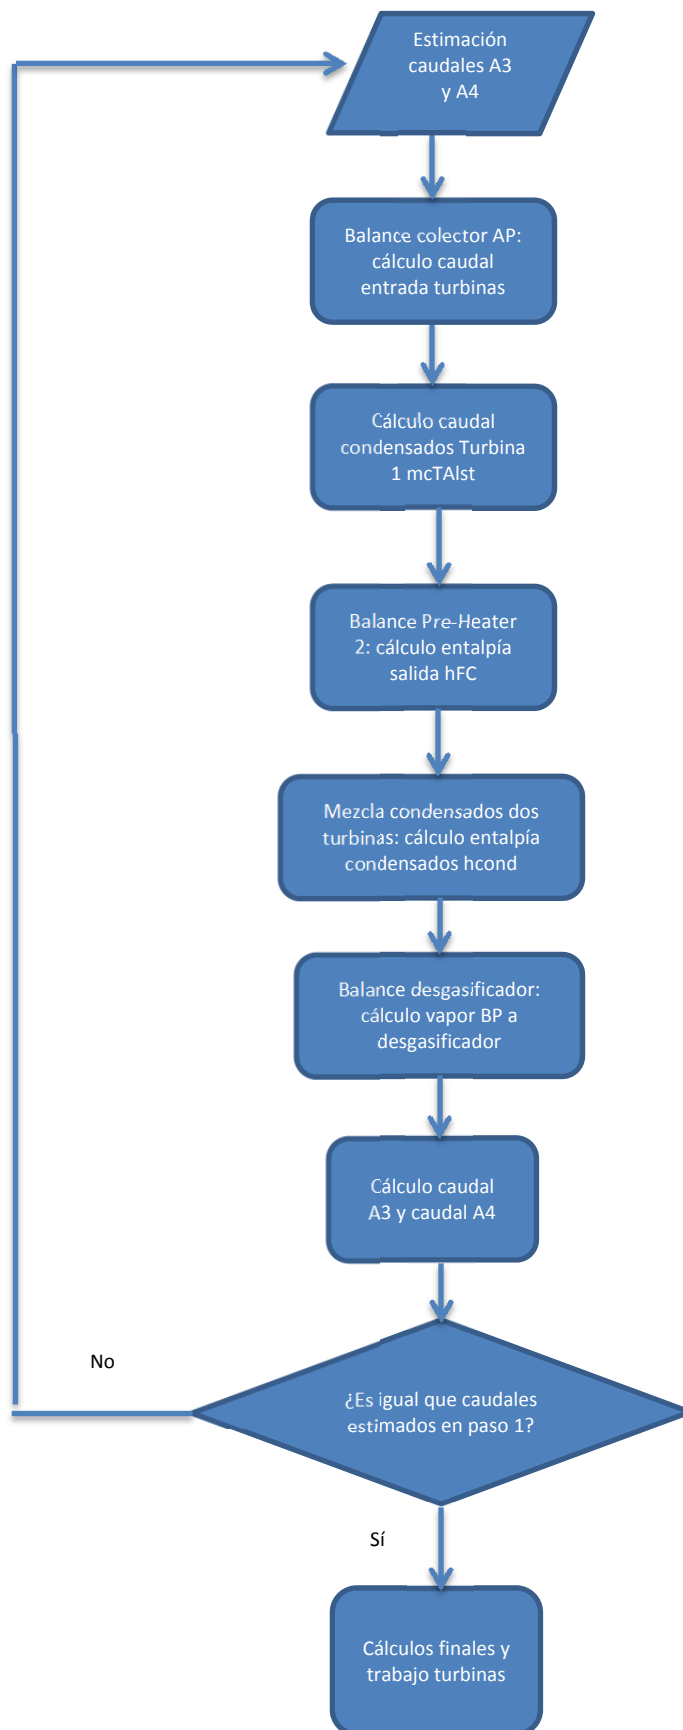 Estimación
caudales A3
y A4
Balance colector AP:
cálculo caudal
entrada turbinas
Cálculo caudal
condensados Turbina
1 mcTAlst
Balance Pre-Heater
2: cálculo entalpía
salida hFC
Mezcla condensados dos
turbinas: cálculo entalpía
condensados hcond
Balance desgasificador:
cálculo vapor BP a
desgasificador
Cálculo caudal
A3 y caudal A4
No
¿Es igual que caudales
estimados en paso 1?
Sí
Cálculos finales y
trabajo turbinas